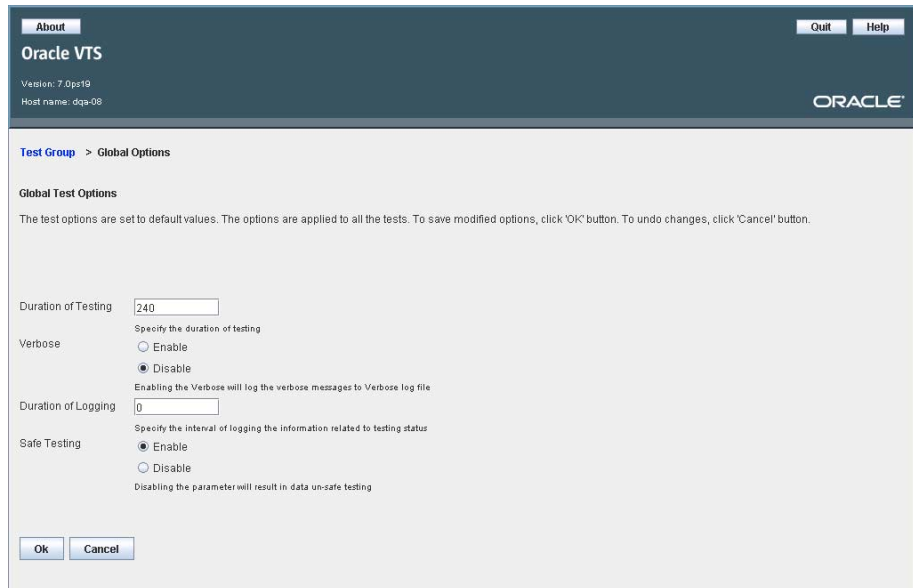 About
Quit Help
Oracle VTS
Version: 7.0ps19
Host name: dqa-08
ORACLE
Test Group > Global Options
Global Test Options
The test options are set to default values. The options are applied to all the tests. To save modified options, click 'OK' button. To undo changes, click 'Cancel' button.
Duration of Testing 240
Specify the duration of testing
Verbose
Enable
Disable
Enabling the Verbose will log the verbose messages to Verbose log file
Duration of Logging 0
Specify the interval of logging the information related to testing status
Safe Testing
Enable
Disable
Disabling the parameter will result in data un-safe testing
Ok Cancel